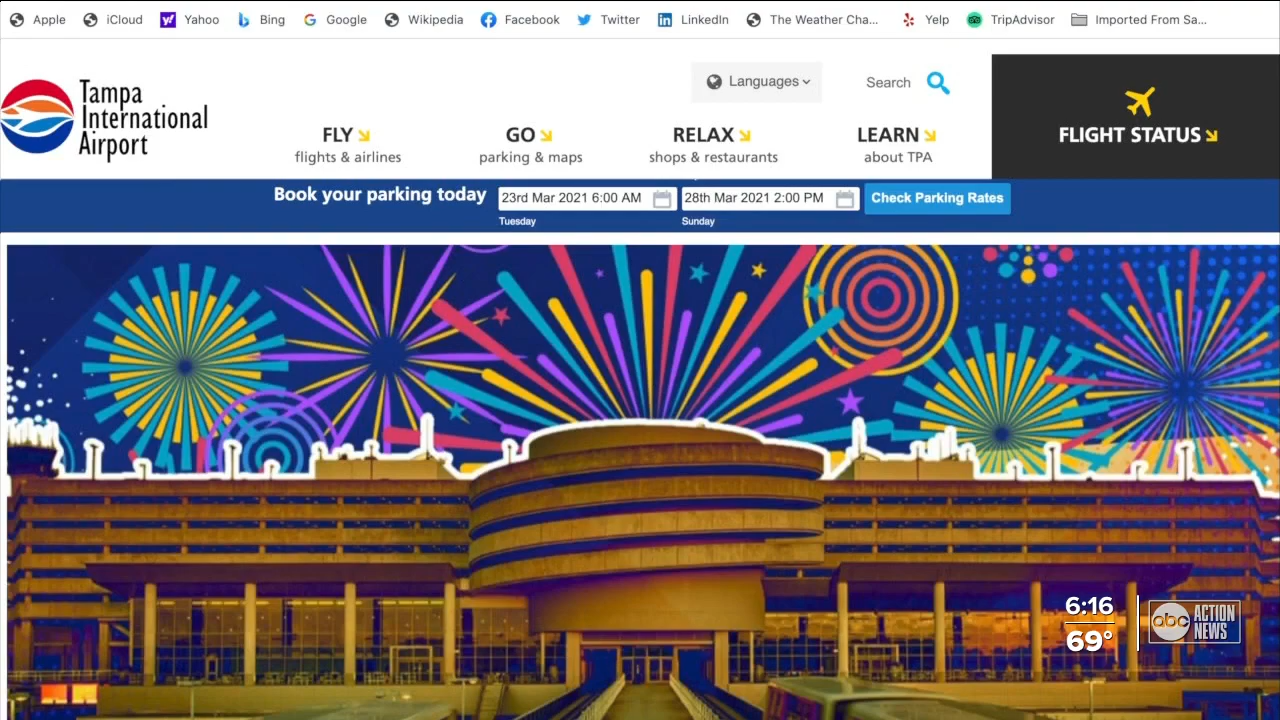 Apple iCloud Yahoo Bing Google Wikipedia Facebook Twitter LinkedIn The Weather Cha... Yelp TripAdvisor Imported From Sa...
Languages Search
Tampa
International
Airport
FLY GO RELAX LEARN
flights & airlines parking & maps shops & restaurants about TPA
FLIGHT STATUS
Book your parking today 23rd Mar 2021 6:00 AM 28th Mar 2021 2:00 PM Check Parking Rates
Tuesday Sunday
6:16
69°
abc ACTION
NEWS